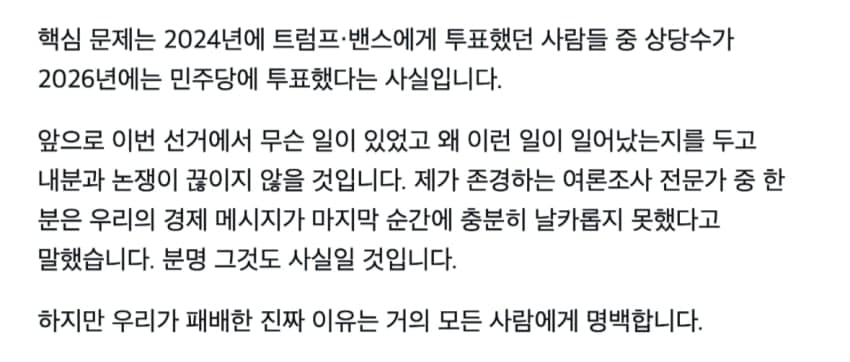 핵심 문제는 2024년에 트럼프·밴스에게 투표했던 사람들 중 상당수가
2026년에는 민주당에 투표했다는 사실입니다.
앞으로 이번 선거에서 무슨 일이 있었고 왜 이런 일이 일어났는지를 두고
내분과 논쟁이 끊이지 않을 것입니다. 제가 존경하는 여론조사 전문가 중 한
분은 우리의 경제 메시지가 마지막 순간에 충분히 날카롭지 못했다고
말했습니다. 분명 그것도 사실일 것입니다.
하지만 우리가 패배한 진짜 이유는 거의 모든 사람에게 명백합니다.